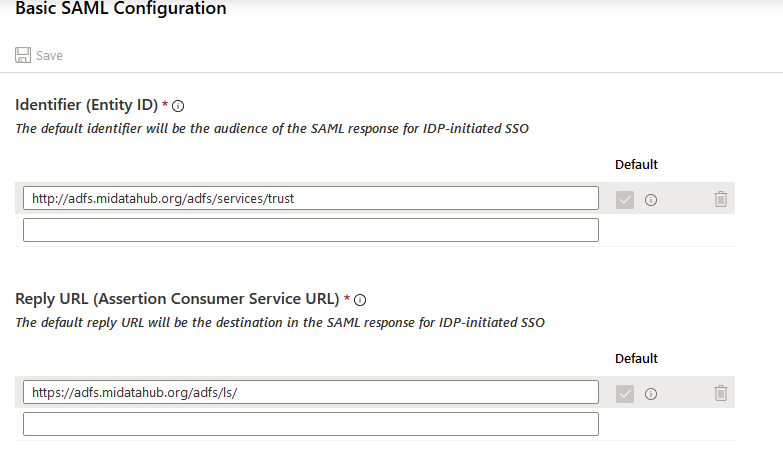 Basic SAML Configuration
Save
Identifier (Entity ID) *
The default identifier will be the audience of the SAML response for IDP-initiated SSO
Default
http://adfs.midatahub.org/adfs/services/trust
Reply URL (Assertion Consumer Service URL) *
The default reply URL will be the destination in the SAML response for IDP-initiated SSO
Default
https://adfs.midatahub.org/adfs/ls/